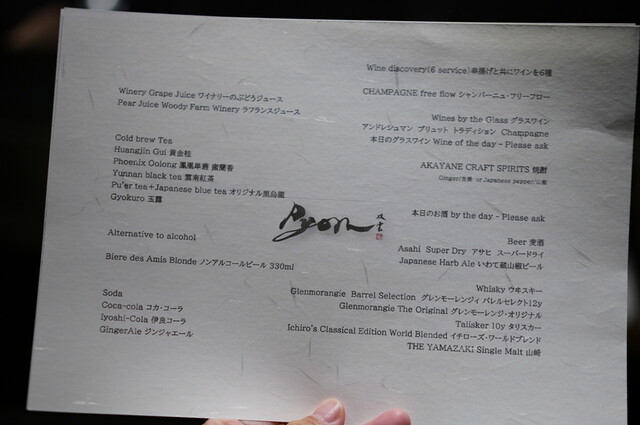 Winery Grape Juice ワイナリーのぶどうジュース
Pear Juice Woody Farm Winery ラフランスジュース
Cold brew Tea
Huangjin Gui 黄金桂
Phoenix Oolong 鳳凰単叢 蜜蘭香
Yunnan black tea 雲南紅茶
Pu'er tea+Japanese blue tea オリジナル黒烏龍
Gyokuro 玉露
Alternative to alcohol
Biere des Amis Blonde ノンアルコールビール 330ml
Soda
Coca-cola コカ・コーラ
Iyoshi-Cola 伊良コーラ
GingerAle ジンジャエール
Ryon
Wine discovery(6 service)串揚げと共にワインを6種
CHAMPAGNE free flow シャンパーニュ・フリーフロー
Wines by the Glass グラスワイン
アンドレジュマン ブリュット トラディション Champagne
本日のグラスワイン Wine of the day - Please ask
AKAYANE CRAFT SPIRITS 焼酎
Ginger/生姜 or Japanese pepper/山椒
本日のお酒 by the day - Please ask
Beer 麦酒
Asahi Super Dry アサヒ スーパードライ
Japanese Harb Ale いわて蔵山椒ビール
Whisky ウヰスキー
Glenmorangie Barrel Selection グレンモーレンジィ バレルセレクト12y
Glenmorangie The Original グレンモーレンジ・オリジナル
Talisker 10y タリスカー
Ichiro's Classical Edition World Blended イチローズ・ワールドブレンド
THE YAMAZAKI Single Malt 山崎